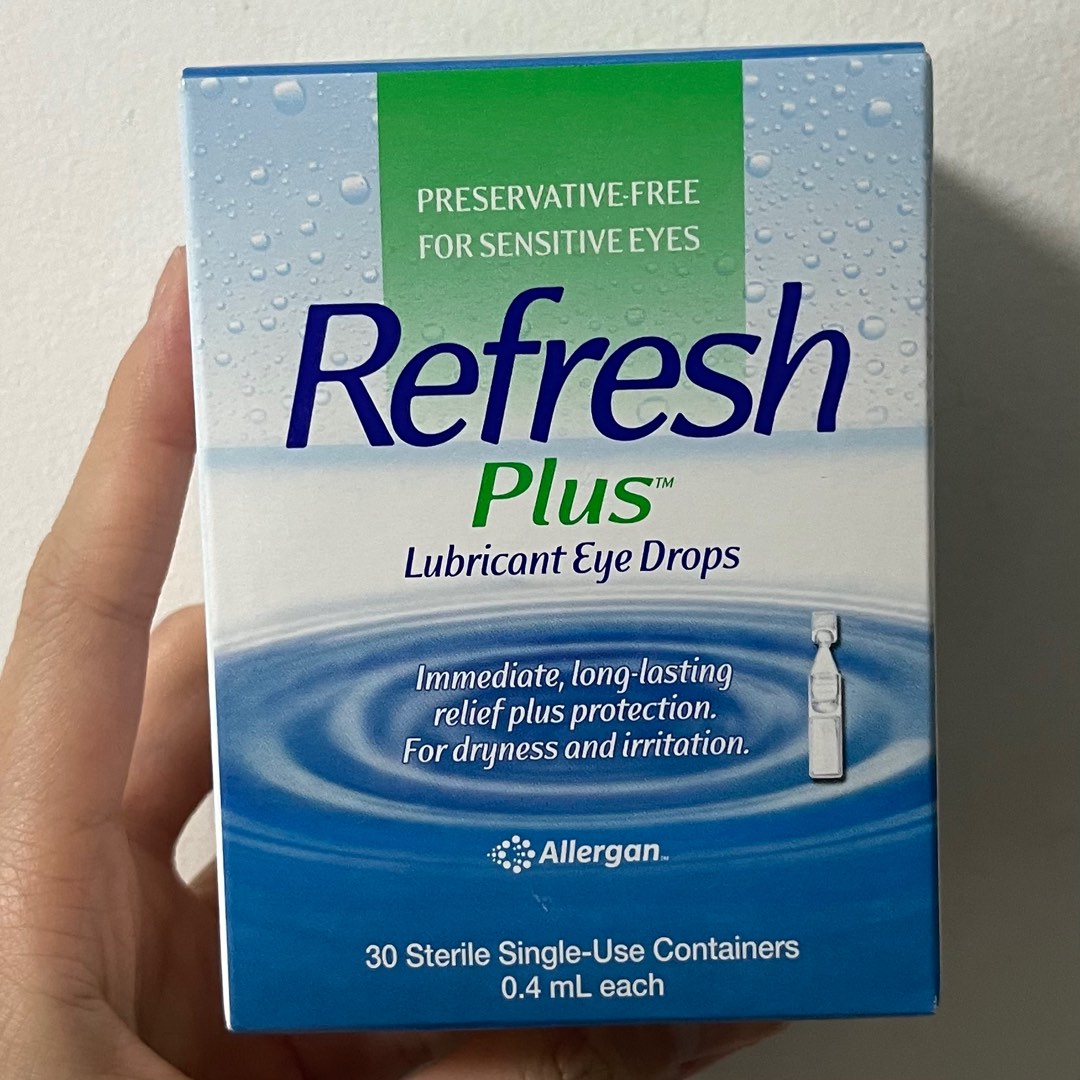 PRESERVATIVE-FREE
FOR SENSITIVE EYES
Refresh
Plus™
Lubricant Eye Drops
Immediate, long-lasting
relief plus protection.
For dryness and irritation.
Allergan™
30 Sterile Single-Use Containers
0.4 mL each